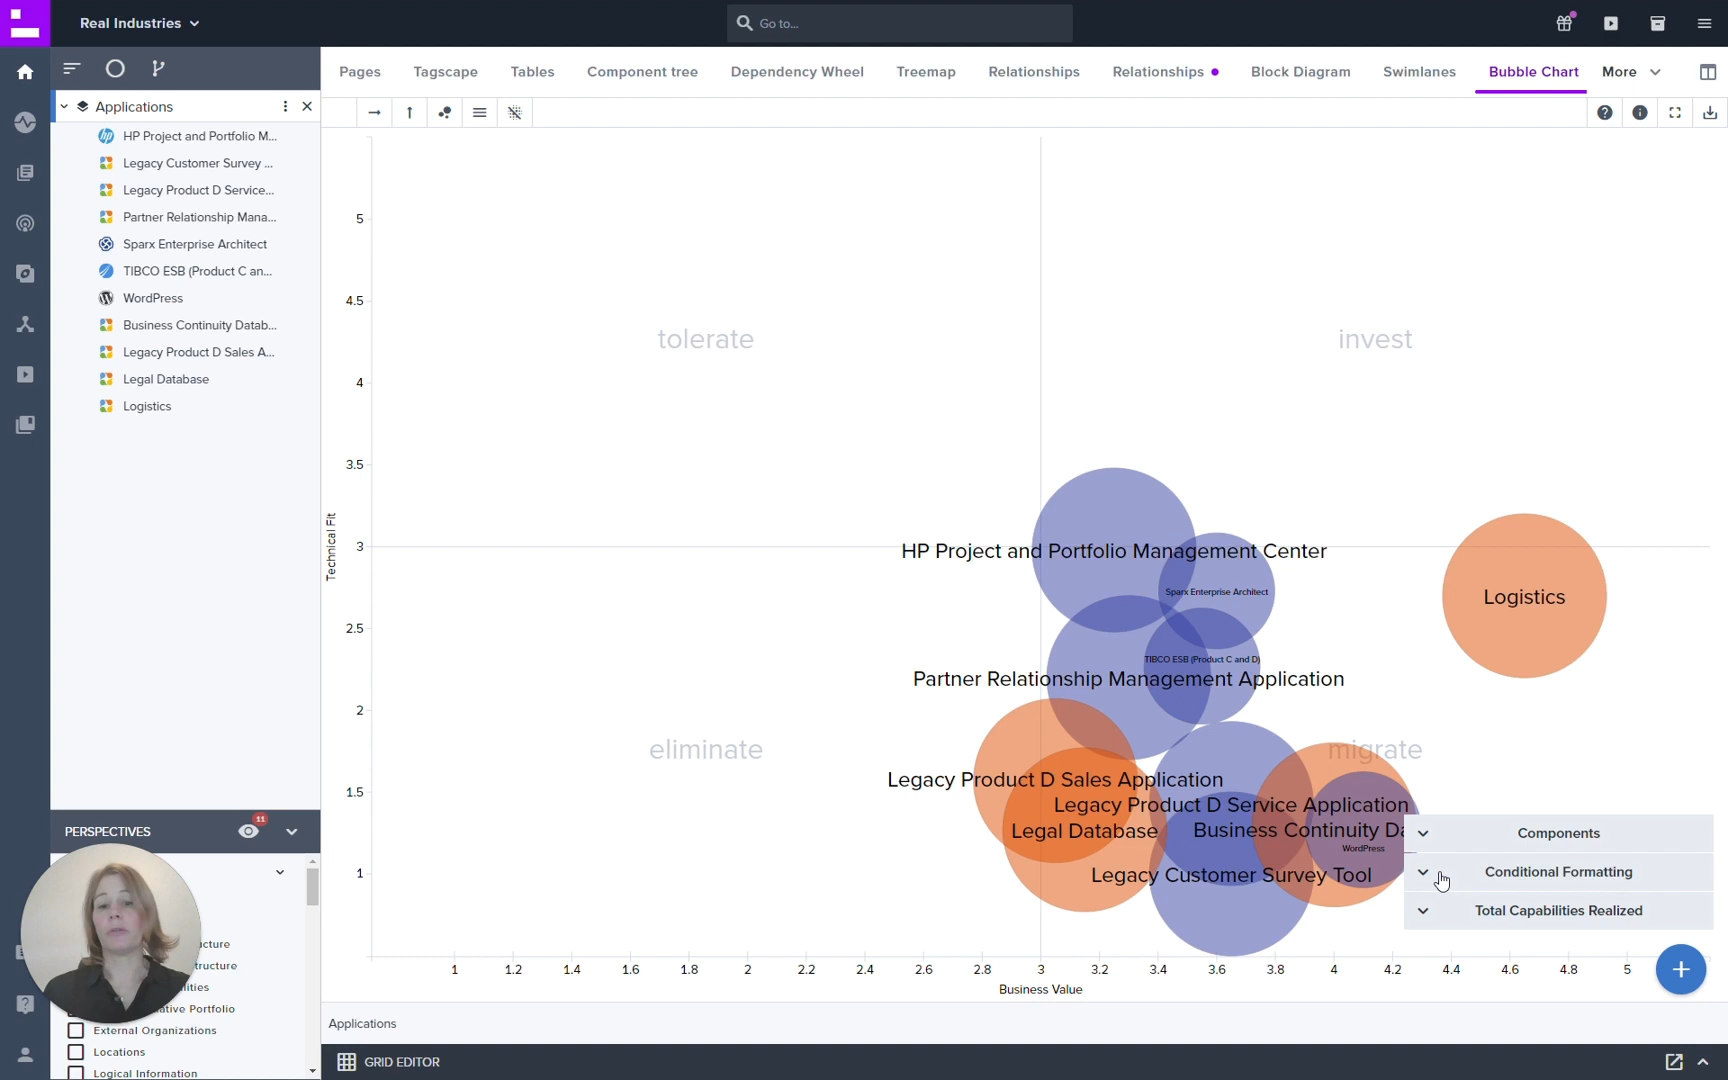 Real Industries
Go to...
Pages Tagscape Tables Component tree Dependency Wheel Treemap Relationships Relationships Block Diagram Swimlanes Bubble Chart More
Applications
HP Project and Portfolio M...
Legacy Customer Survey ...
Legacy Product D Service...
Partner Relationship Mana...
Sparx Enterprise Architect
TIBCO ESB (Product C an...
WordPress
Business Continuity Datab...
Legacy Product D Sales A...
Legal Database
Logistics
PERSPECTIVES
11
ucture
tructure
lities
ative Portfolio
External Organizations
Locations
Logical Information
Technical Fit
5
4.5
4
3.5
3
2.5
2
1.5
1
tolerate
invest
eliminate
migrate
HP Project and Portfolio Management Center
Sparx Enterprise Architect
Logistics
TIBCO ESB (Product C and D)
Partner Relationship Management Application
Legacy Product D Sales Application
Legacy Product D Service Application
Legal Database
Business Continuity Da
WordPress
Legacy Customer Survey Tool
Components
Conditional Formatting
Total Capabilities Realized
1 1.2 1.4 1.6 1.8 2 2.2 2.4 2.6 2.8 3 3.2 3.4 3.6 3.8 4 4.2 4.4 4.6 4.8 5
Business Value
Applications
GRID EDITOR